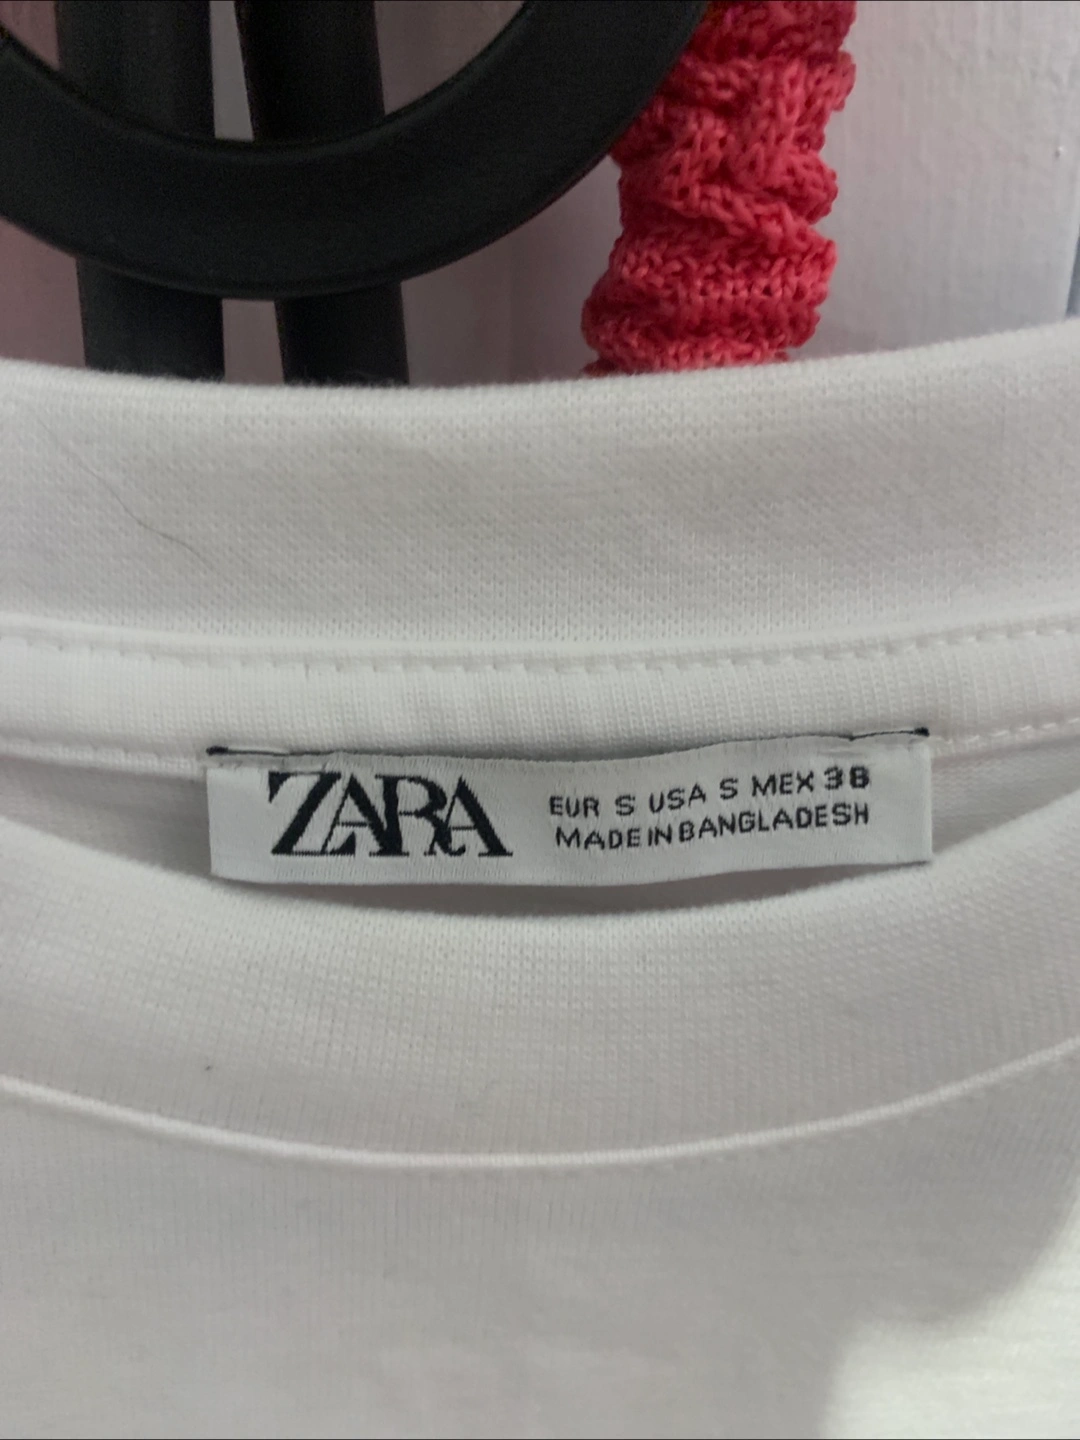 ZARA
EUR S USA S MEX 38
MADE IN BANGLADESH